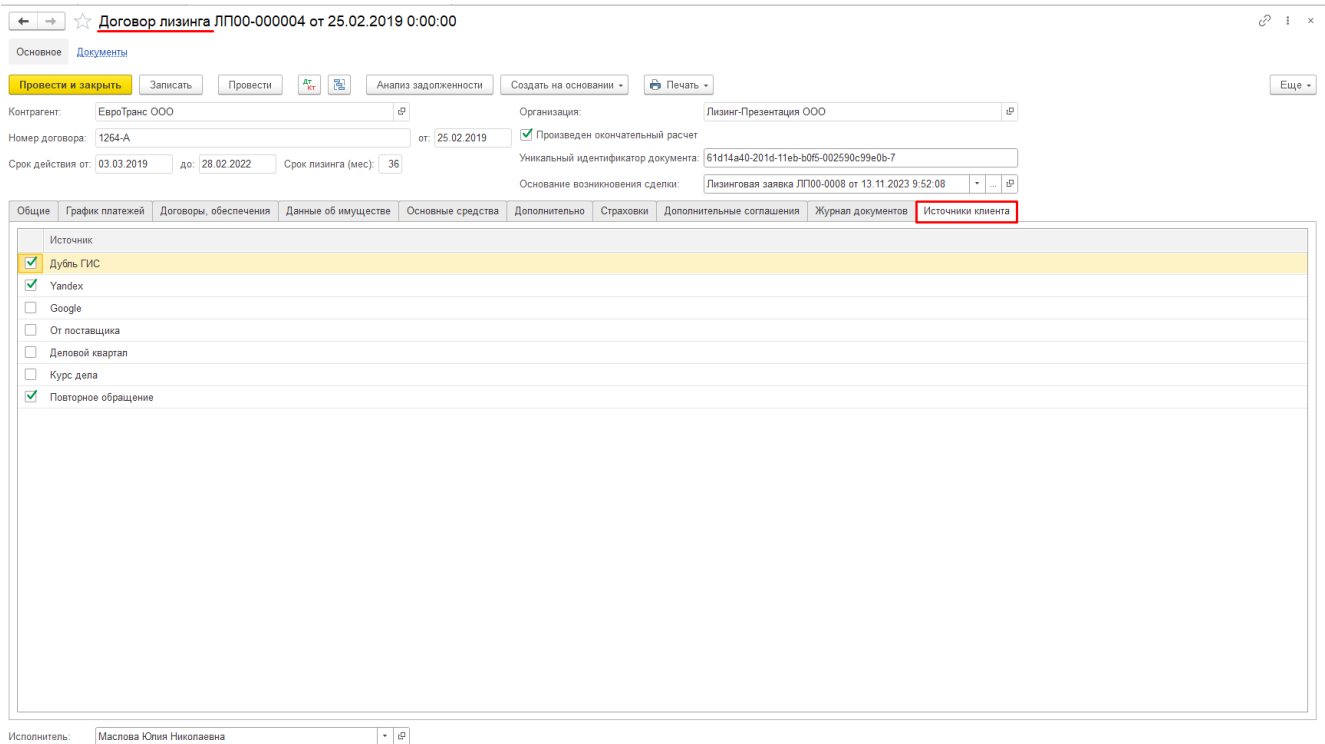 Договор лизинга ЛП00-000004 от 25.02.2019 0:00:00
Основное Документы
Провести и закрыть Записать Провести Дт Кт Анализ задолженности Создать на основании Печать Еще
Контрагент: ЕвроТранс ООО Организация: Лизинг-Презентация ООО
Номер договора: 1264-А от: 25.02.2019 Произведен окончательный расчет
Срок действия от: 03.03.2019 до: 28.02.2022 Срок лизинга (мес): 36 Уникальный идентификатор документа: 61d14a40-201d-11eb-b0f5-002590c99e0b-7
Основание возникновения сделки: Лизинговая заявка ЛП00-0008 от 13.11.2023 9:52:08 ...
Общие График платежей Договоры, обеспечения Данные об имуществе Основные средства Дополнительно Страховки Дополнительные соглашения Журнал документов Источники клиента
Источник
Дубль ГИС
Yandex
Google
От поставщика
Деловой квартал
Курс дела
Повторное обращение
Исполнитель: Маслова Юлия Николаевна